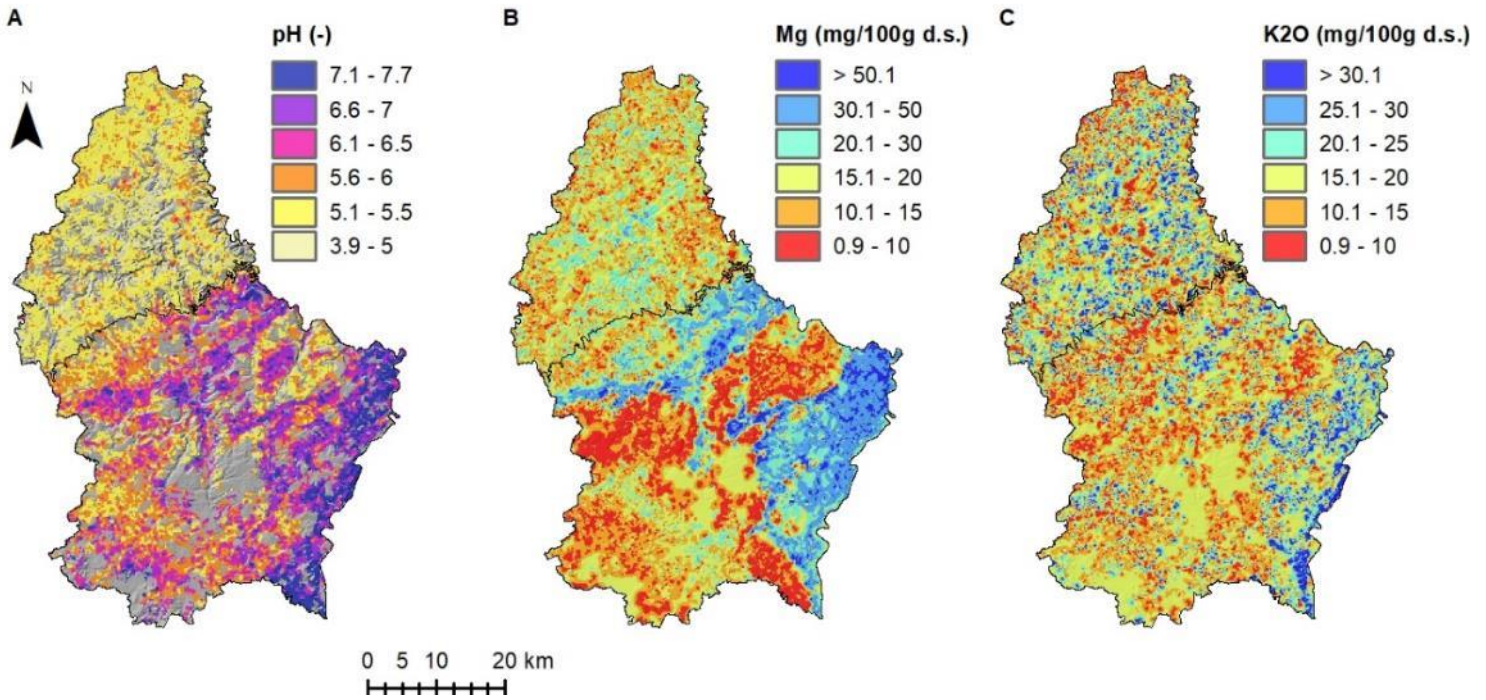 A
pH (-)
7.1 - 7.7
6.6 - 7
6.1 - 6.5
5.6 - 6
5.1 - 5.5
3.9 - 5
N
B
Mg (mg/100g d.s.)
> 50.1
30.1 - 50
20.1 - 30
15.1 - 20
10.1 - 15
0.9 - 10
C
K2O (mg/100g d.s.)
> 30.1
25.1 - 30
20.1 - 25
15.1 - 20
10.1 - 15
0.9 - 10
0 5 10 20 km